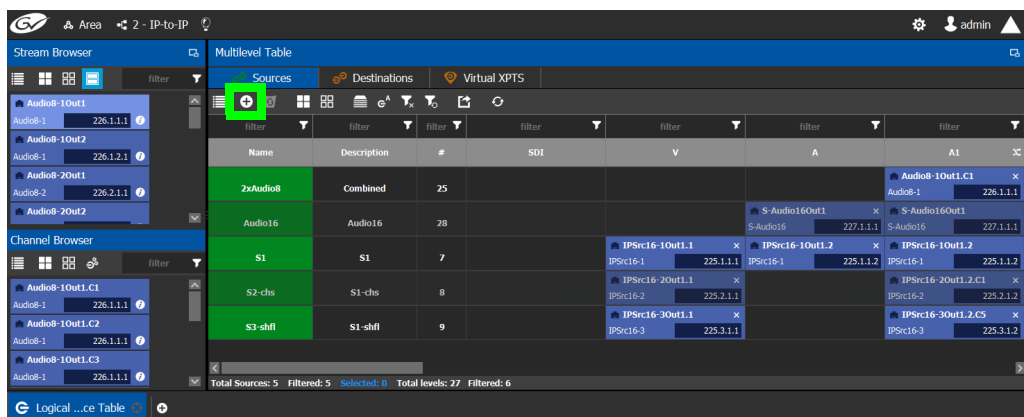 GV Area 2 - IP-to-IP admin
Stream Browser
filter
Audio8-1Out1
Audio8-1 226.1.1.1
Audio8-1Out2
Audio8-1 226.1.2.1
Audio8-2Out1
Audio8-2 226.2.1.1
Audio8-2Out2
Channel Browser
filter
Audio8-1Out1.C1
Audio8-1 226.1.1.1
Audio8-1Out1.C2
Audio8-1 226.1.1.1
Audio8-1Out1.C3
Audio8-1 226.1.1.1
Multilevel Table
Sources Destinations Virtual XPTS
filter filter filter filter filter filter filter
Name Description # SDI V A A1
2xAudio8 Combined 25 Audio8-1Out1.C1 x
Audio8-1 226.1.1.1
Audio16 Audio16 28 S-Audio16Out1 x S-Audio16Out1
S-Audio16 227.1.1.1 S-Audio16 227.1.1.1
S1 S1 7 IPSrc16-1Out1.1 x IPSrc16-1Out1.2 x IPSrc16-1Out1.2
IPSrc16-1 225.1.1.1 IPSrc16-1 225.1.1.2 IPSrc16-1 225.1.1.2
S2-chs S1-chs 8 IPSrc16-2Out1.1 x IPSrc16-2Out1.2.C1 x
IPSrc16-2 225.2.1.1 IPSrc16-2 225.2.1.2
S3-shfl S1-shfl 9 IPSrc16-3Out1.1 x IPSrc16-3Out1.2.C5 x
IPSrc16-3 225.3.1.1 IPSrc16-3 225.3.1.2
Total Sources: 5 Filtered: 5 Selected: 0 Total levels: 27 Filtered: 6
Logical ...ce Table